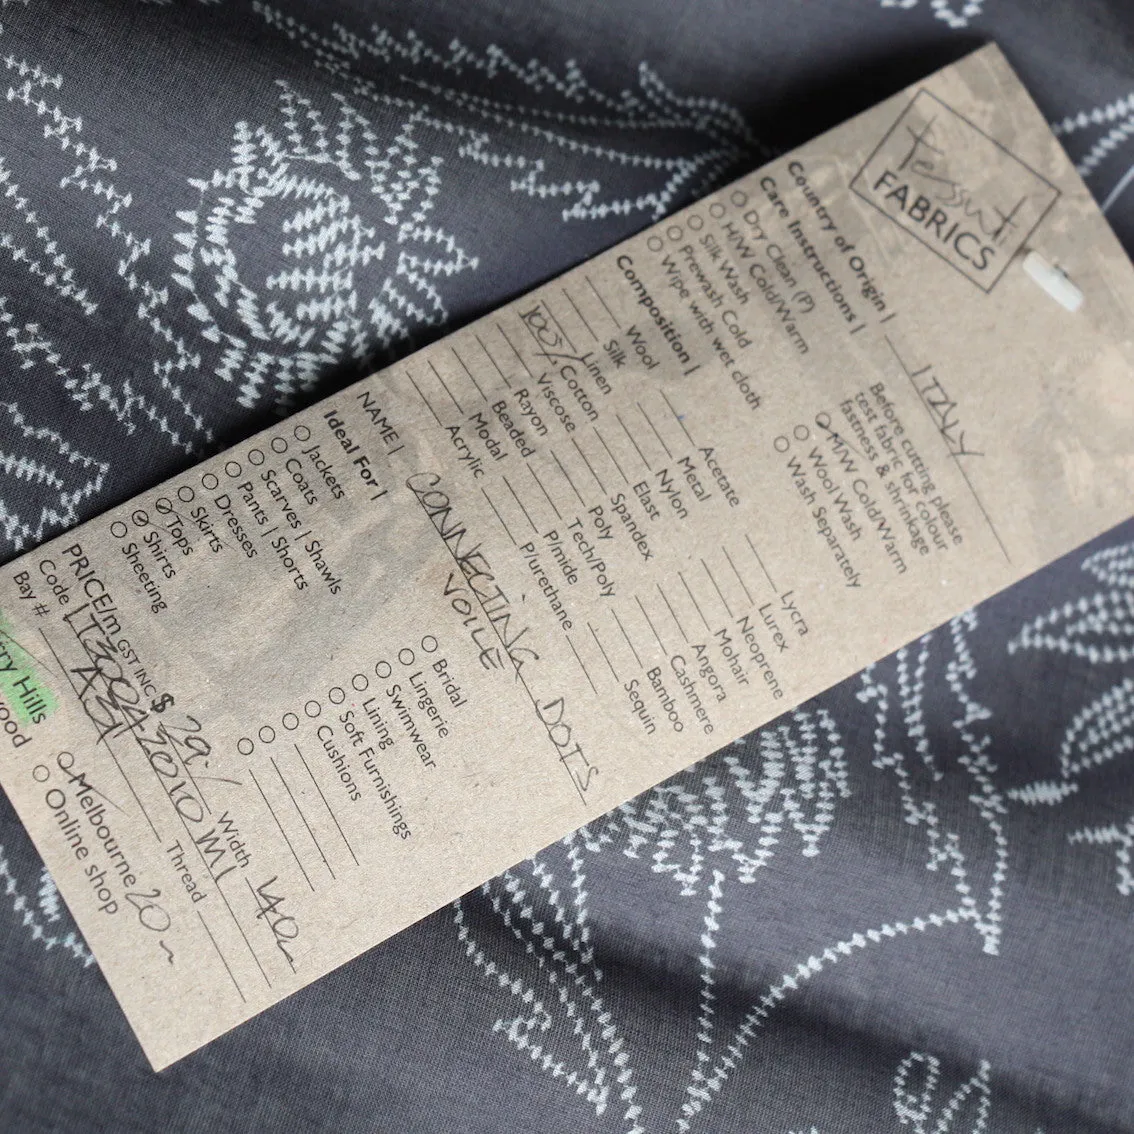 tessuti
FABRICS
Country of Origin | ITALY
Care Instructions |
Dry Clean (P)
H/W Cold/Warm
Silk Wash
Prewash Cold
Wipe with wet cloth
Before cutting please
test fabric for colour
fastness & shrinkage
M/W Cold/Warm
Wool Wash
Wash Separately
Composition |
Wool
Silk
Linen
100% Cotton
Viscose
Rayon
Beaded
Modal
Acrylic
Acetate
Metal
Nylon
Elast
Spandex
Poly
Tech/Poly
P/mide
P/urethane
Lycra
Lurex
Neoprene
Mohair
Angora
Cashmere
Bamboo
Sequin
NAME | CONNECTING DOTS
VOILE
Ideal For |
Jackets
Coats
Scarves | Shawls
Pants | Shorts
Dresses
Skirts
Tops
Shirts
Sheeting
Bridal
Lingerie
Swimwear
Lining
Soft Furnishings
Cushions
PRICE/m GST INC $ 29.- Width 140cm
Code |
Bay # Thread
rry Hills
wood
Melbourne 20
Online shop